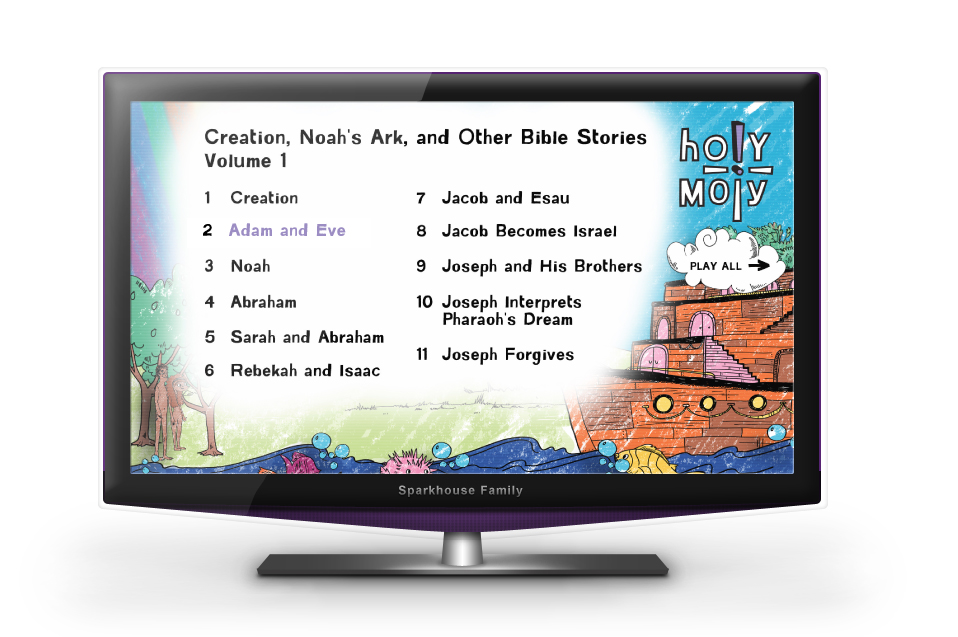 Creation, Noah's Ark, and Other Bible Stories
Volume 1
1 Creation
2 Adam and Eve
3 Noah
4 Abraham
5 Sarah and Abraham
6 Rebekah and Isaac
7 Jacob and Esau
8 Jacob Becomes Israel
9 Joseph and His Brothers
10 Joseph Interprets
Pharaoh's Dream
11 Joseph Forgives
holy
moly
PLAY ALL
Sparkhouse Family